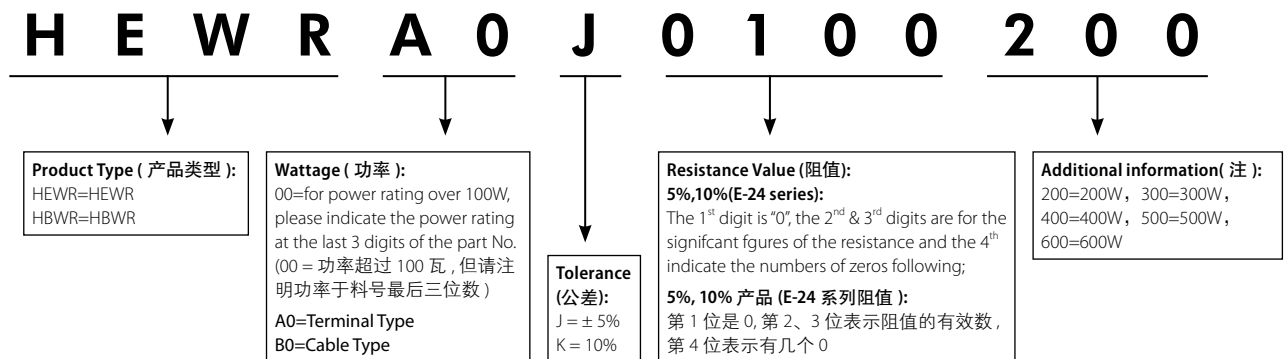 H E W R A 0 J 0 1 0 0 2 0 0
Product Type ( 产品类型 ):
HEWR=HEWR
HBWR=HBWR
Wattage ( 功率 ):
00=for power rating over 100W,
please indicate the power rating
at the last 3 digits of the part No.
(00 = 功率超过 100 瓦 , 但请注
明功率于料号最后三位数 )
A0=Terminal Type
B0=Cable Type
Tolerance
(公差):
J = ± 5%
K = 10%
Resistance Value (阻值):
5%,10%(E-24 series):
The 1st digit is “0”, the 2nd & 3rd digits are for the
signifcant fgures of the resistance and the 4th
indicate the numbers of zeros following;
5%, 10% 产品 (E-24 系列阻值 ):
第 1 位是 0, 第 2、3 位表示阻值的有效数 ,
第 4 位表示有几个 0
Additional information( 注 ):
200=200W，300=300W，
400=400W，500=500W，
600=600W